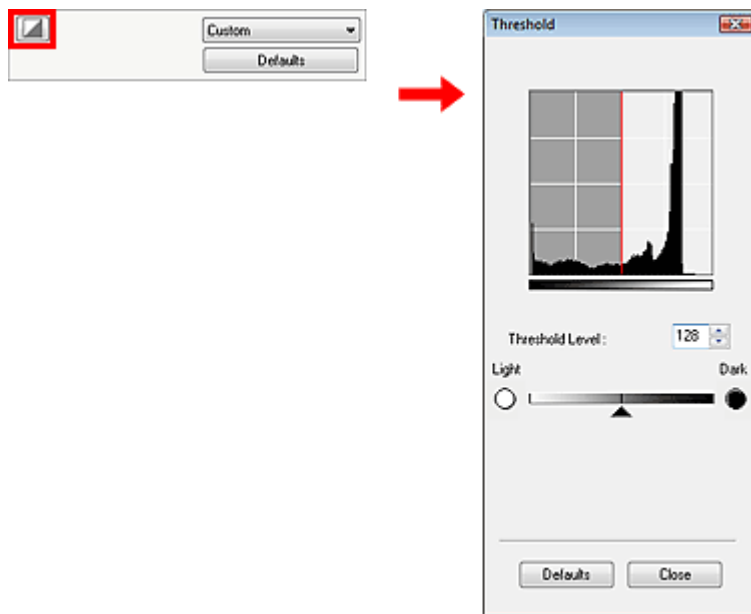 Custom
Defaults
Threshold
Threshold Level :
128
Light
Dark
Defaults
Close